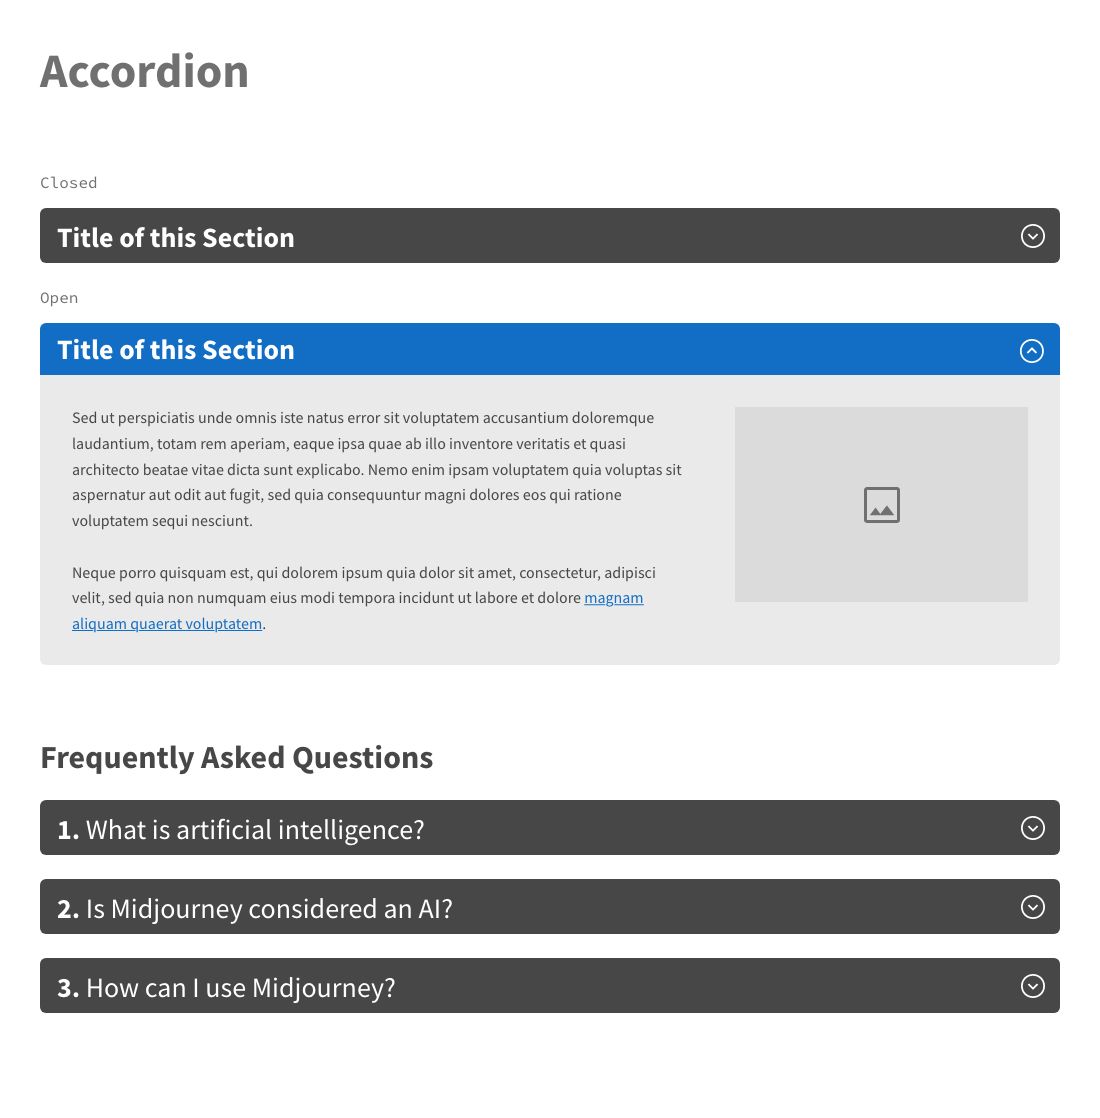 Accordion
Closed
Title of this Section
Open
Title of this Section
Sed ut perspiciatis unde omnis iste natus error sit voluptatem accusantium doloremque
laudantium, totam rem aperiam, eaque ipsa quae ab illo inventore veritatis et quasi
architecto beatae vitae dicta sunt explicabo. Nemo enim ipsam voluptatem quia voluptas sit
aspernatur aut odit aut fugit, sed quia consequuntur magni dolores eos qui ratione
voluptatem sequi nesciunt.
Neque porro quisquam est, qui dolorem ipsum quia dolor sit amet, consectetur, adipisci
velit, sed quia non numquam eius modi tempora incidunt ut labore et dolore magnam
aliquam quaerat voluptatem.
Frequently Asked Questions
1. What is artificial intelligence?
2. Is Midjourney considered an AI?
3. How can I use Midjourney?